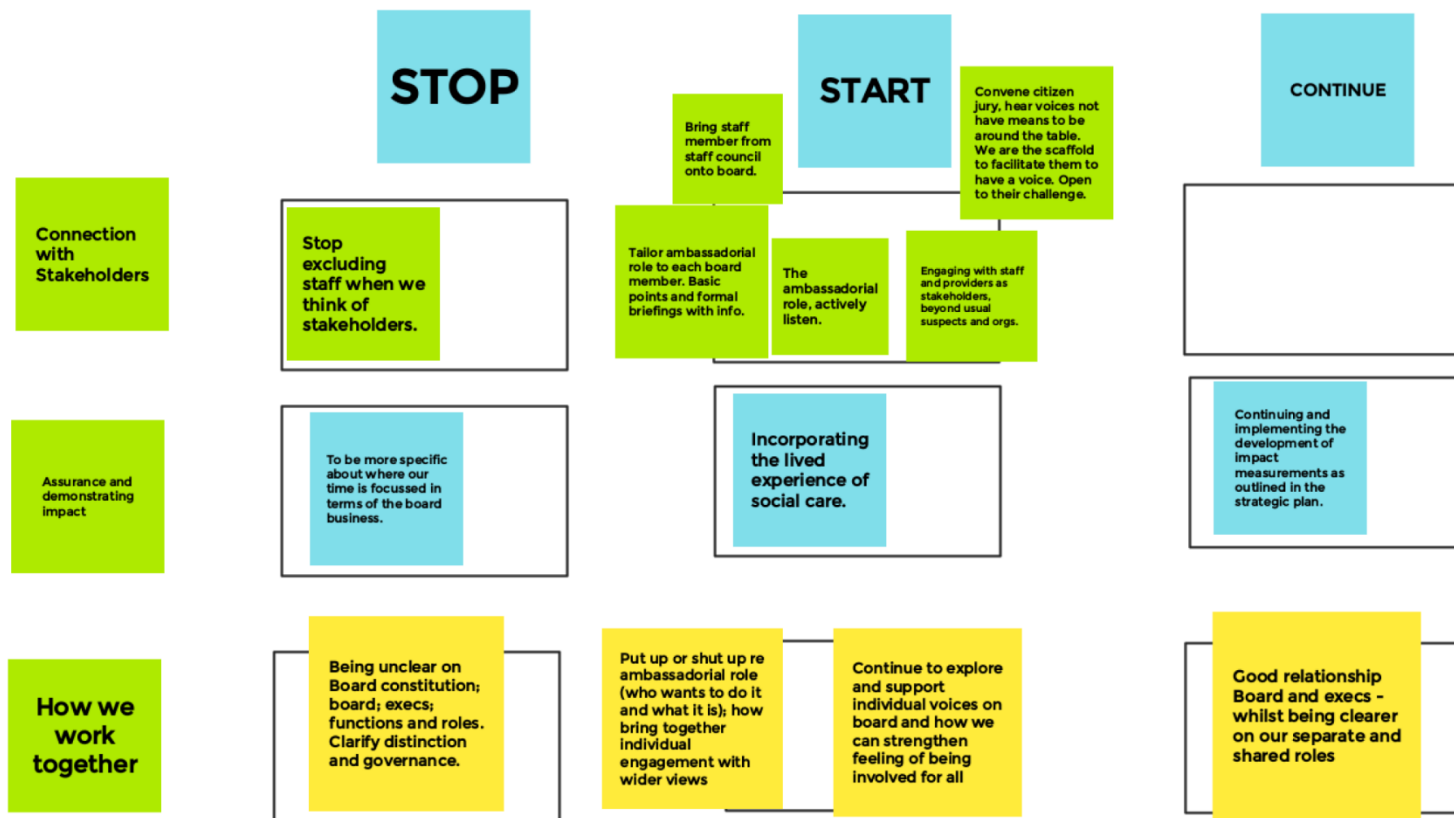 STOP
START
CONTINUE
Bring staff
member from
staff council
onto board.
Convene citizen
jury, hear voices not
have means to be
around the table.
We are the scaffold
to facilitate them to
have a voice. Open
to their challenge.
Connection
with
Stakeholders
Stop
excluding
staff when we
think of
stakeholders.
Tailor ambassadorial
role to each board
member. Basic
points and formal
briefings with info.
The
ambassadorial
role, actively
listen.
Engaging with staff
and providers as
stakeholders,
beyond usual
suspects and orgs.
Assurance and
demonstrating
impact
To be more specific
about where our
time is focussed in
terms of the board
business.
Incorporating
the lived
experience of
social care.
Continuing and
implementing the
development of
impact
measurements as
outlined in the
strategic plan.
How we
work
together
Being unclear on
Board constitution;
board; execs;
functions and roles.
Clarify distinction
and governance.
Put up or shut up re
ambassadorial role
(who wants to do it
and what it is); how
bring together
individual
engagement with
wider views
Continue to explore
and support
individual voices on
board and how we
can strengthen
feeling of being
involved for all
Good relationship
Board and execs -
whilst being clearer
on our separate and
shared roles